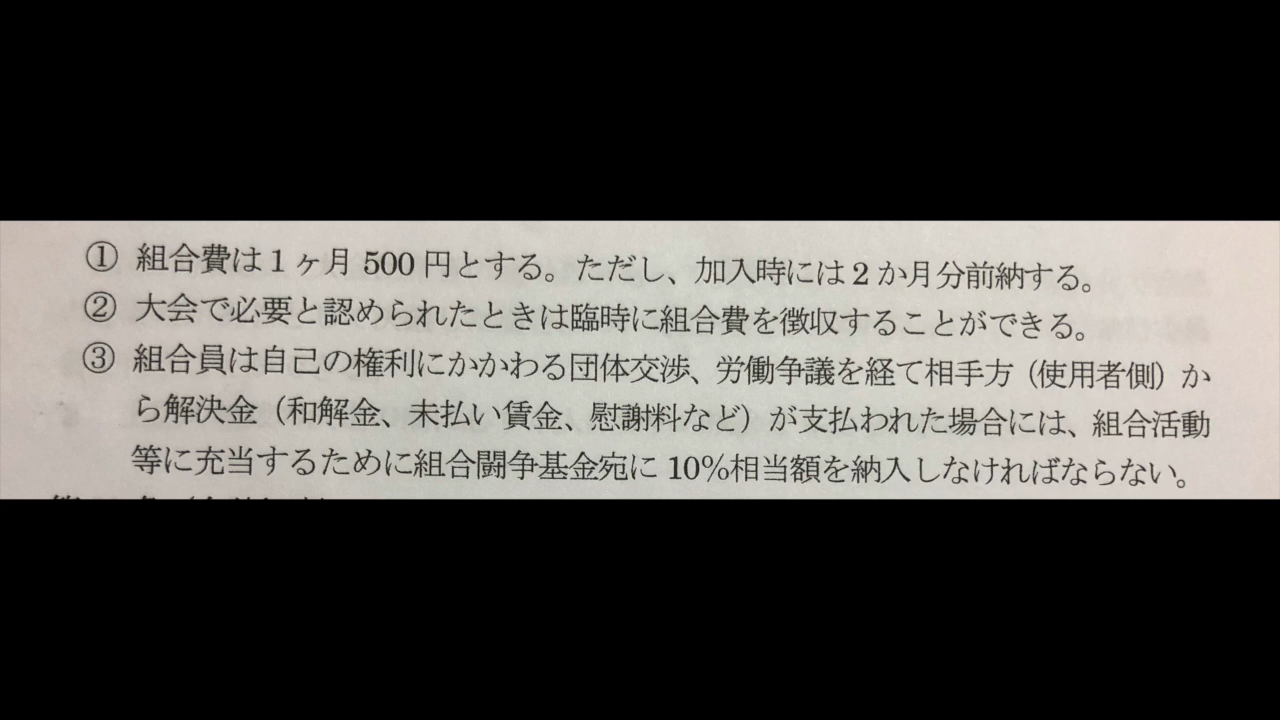 ① 組合費は1ヶ月 500 円とする。ただし、加入時には2か月分前納する。
② 大会で必要と認められたときは臨時に組合費を徴収することができる。
③ 組合員は自己の権利にかかわる団体交渉、労働争議を経て相手方（使用者側）か
ら解決金（和解金、未払い賃金、慰謝料など）が支払われた場合には、組合活動
等に充当するために組合闘争基金宛に 10%相当額を納入しなければならない。